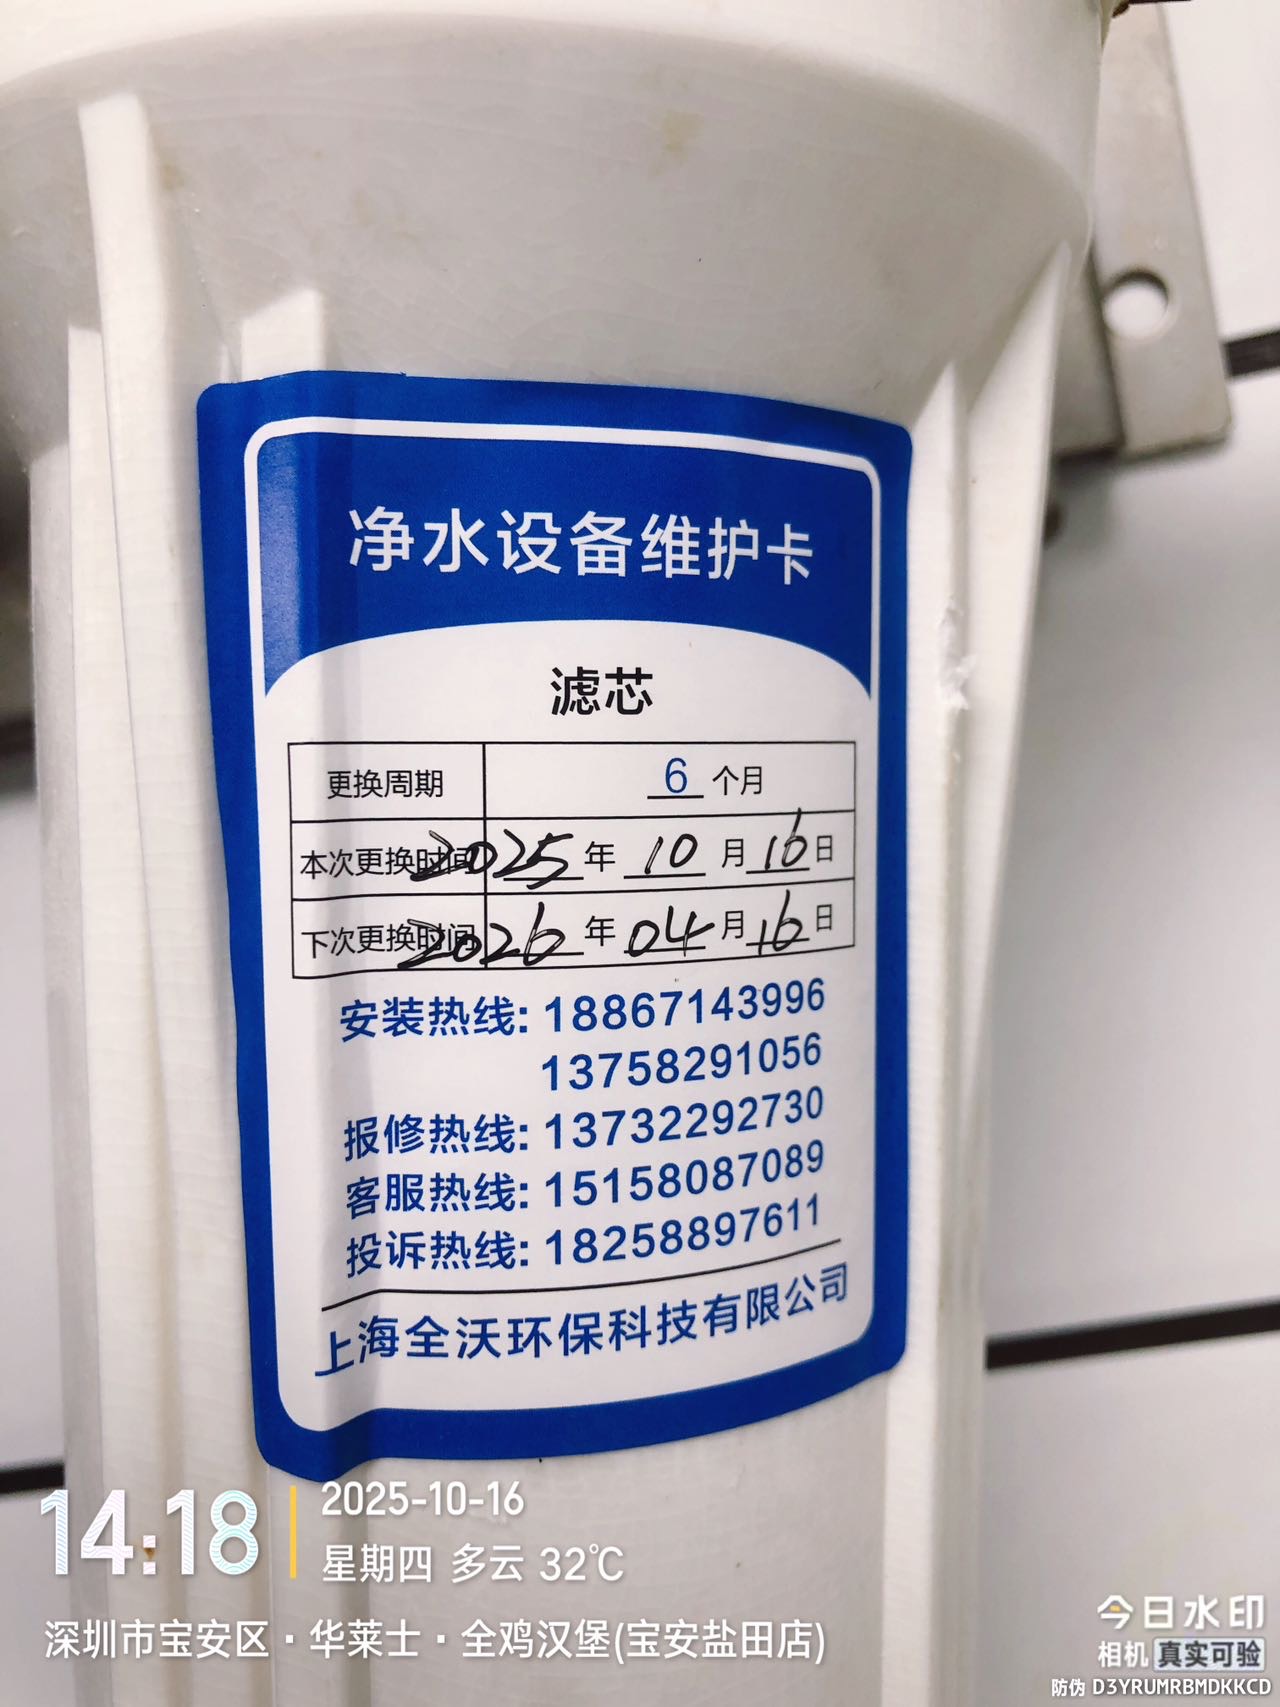 净水设备维护卡
滤芯
更换周期 6 个月
本次更换时间 2025 年 10 月 16 日
下次更换时间 2026 年 04 月 16 日
安装热线: 18867143996
13758291056
报修热线: 13732292730
客服热线: 15158087089
投诉热线: 18258897611
上海全沃环保科技有限公司
14:18
2025-10-16
星期四 多云 32℃
深圳市宝安区·华莱士·全鸡汉堡(宝安盐田店)
今日水印
相机 真实可验
防伪 D3YRUMRBMDKKCD